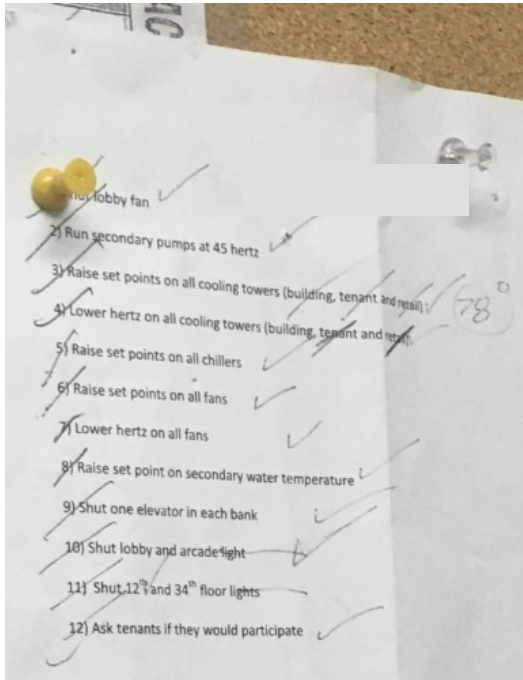 AC
lobby fan
2) Run secondary pumps at 45 hertz
3) Raise set points on all cooling towers (building, tenant and retail): 78°
4) Lower hertz on all cooling towers (building, tenant and retail).
5) Raise set points on all chillers
6) Raise set points on all fans
7) Lower hertz on all fans
8) Raise set point on secondary water temperature
9) Shut one elevator in each bank
10) Shut lobby and arcade light
11) Shut 12th and 34th floor lights
12) Ask tenants if they would participate